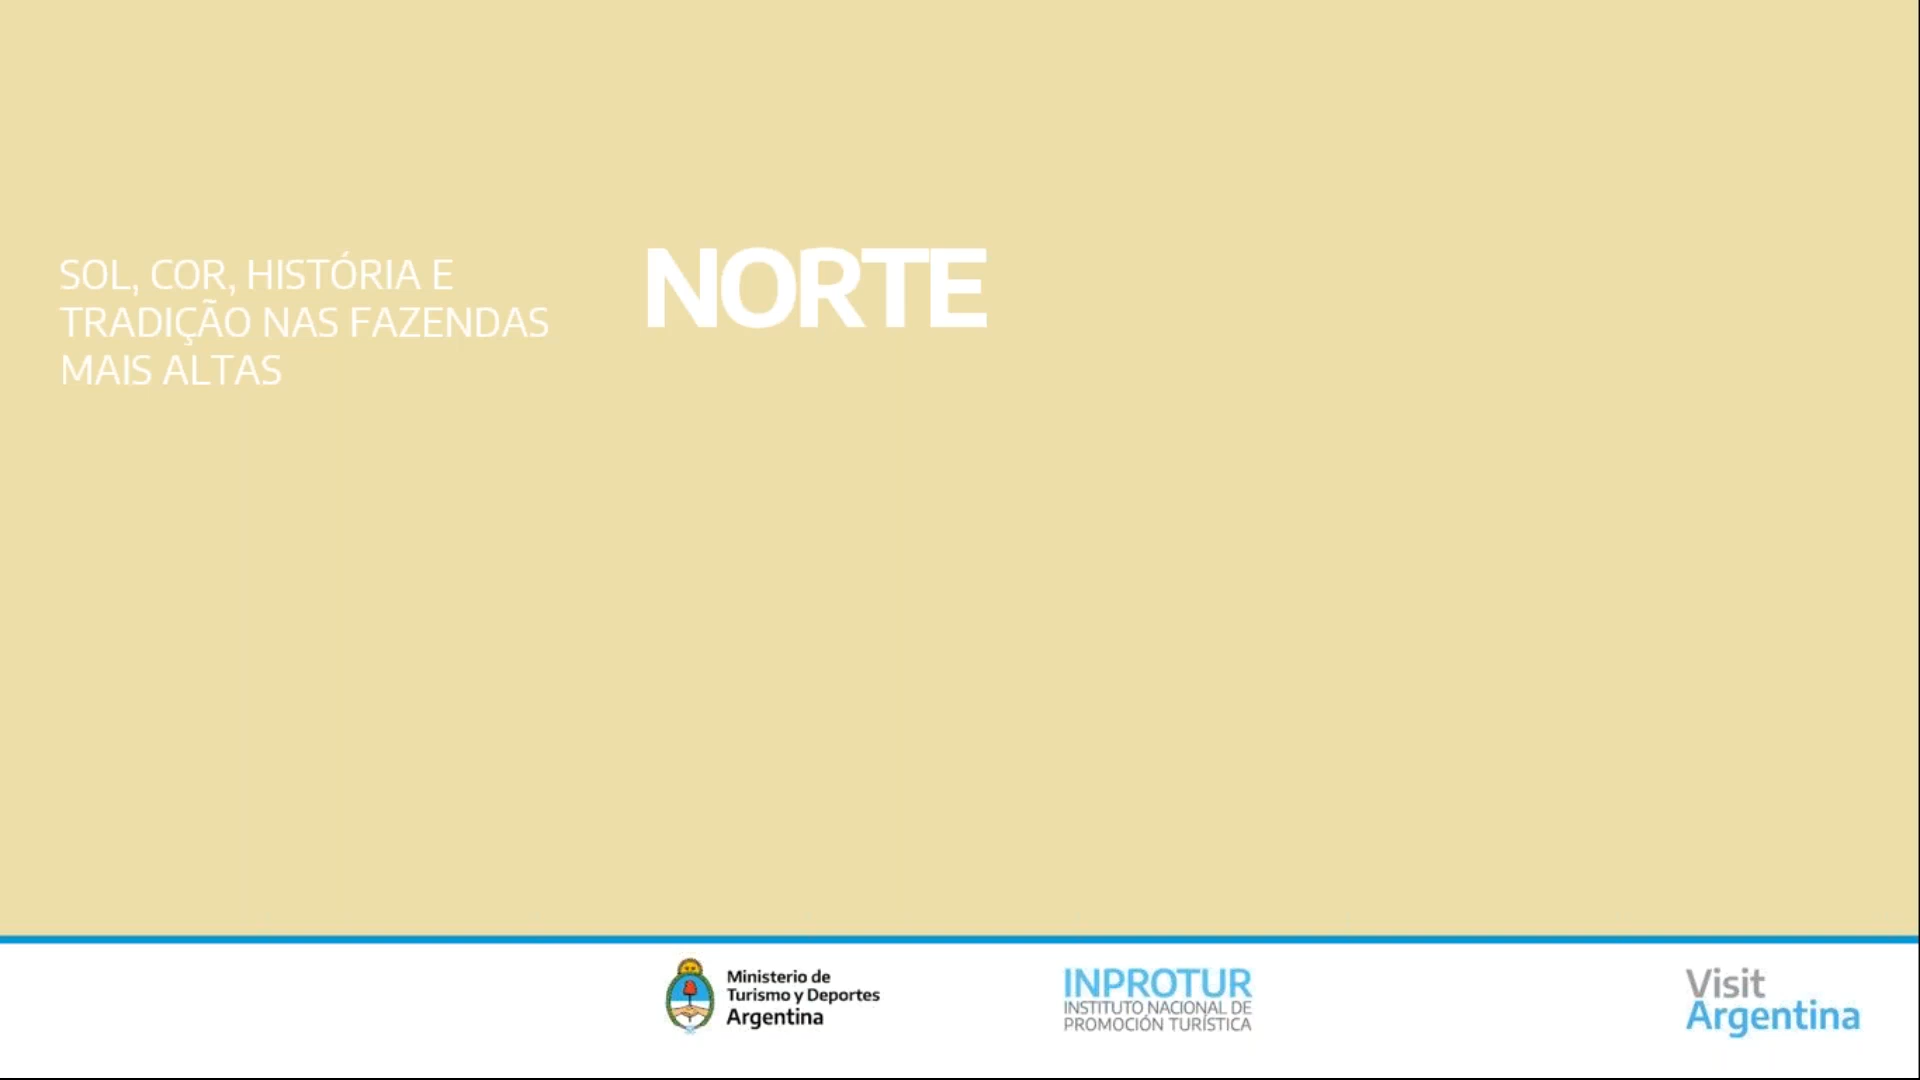 SOL, COR, HISTÓRIA E
TRADIÇÃO NAS FAZENDAS
MAIS ALTAS
NORTE
Ministerio de
Turismo y Deportes
Argentina
INPROTUR
INSTITUTO NACIONAL DE
PROMOCIÓN TURÍSTICA
Visit
Argentina